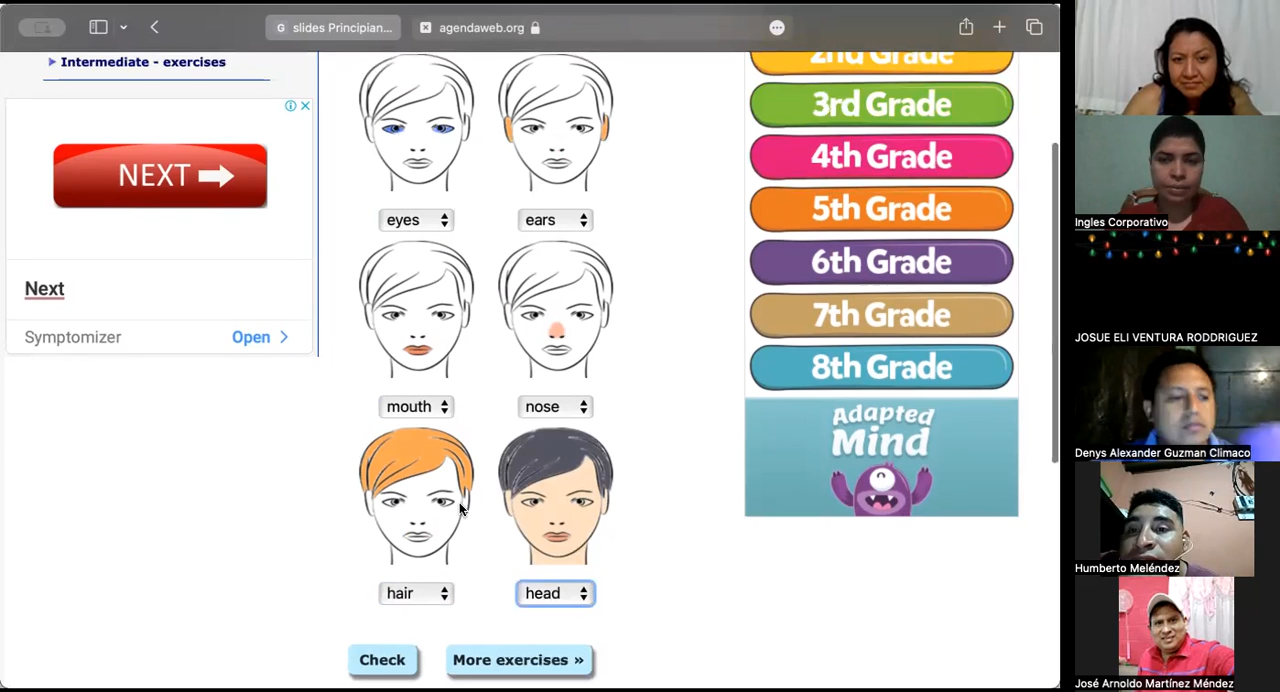 slides Principian...
agendaweb.org
Intermediate - exercises
NEXT
Next
Symptomizer
Open
eyes
ears
mouth
nose
hair
head
Check
More exercises »
2nd Grade
3rd Grade
4th Grade
5th Grade
6th Grade
7th Grade
8th Grade
Adapted
Mind
Ingles Corporativo
JOSUE ELI VENTURA RODDRIGUEZ
Denys Alexander Guzman Climaco
Humberto Meléndez
José Arnoldo Martínez Méndez